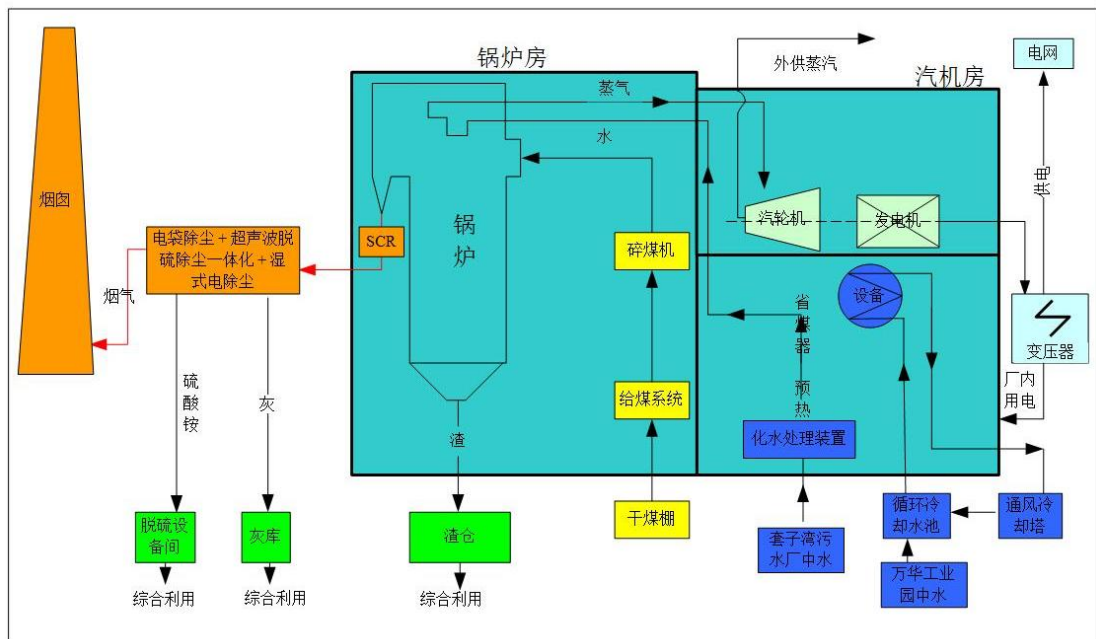 锅炉房
汽机房
外供蒸汽
电网
蒸气
水
供电
烟囱
锅炉
SCR
电袋除尘＋超声波脱
硫除尘一体化＋湿
式电除尘
烟气
碎煤机
汽轮机
发电机
设备
省煤器
变压器
厂内
用电
硫酸铵
灰
给煤系统
预热
渣
化水处理装置
脱硫设
备间
灰库
渣仓
干煤棚
套子湾污
水厂中水
循环冷
却水池
通风冷
却塔
万华工业
园中水
综合利用
综合利用
综合利用